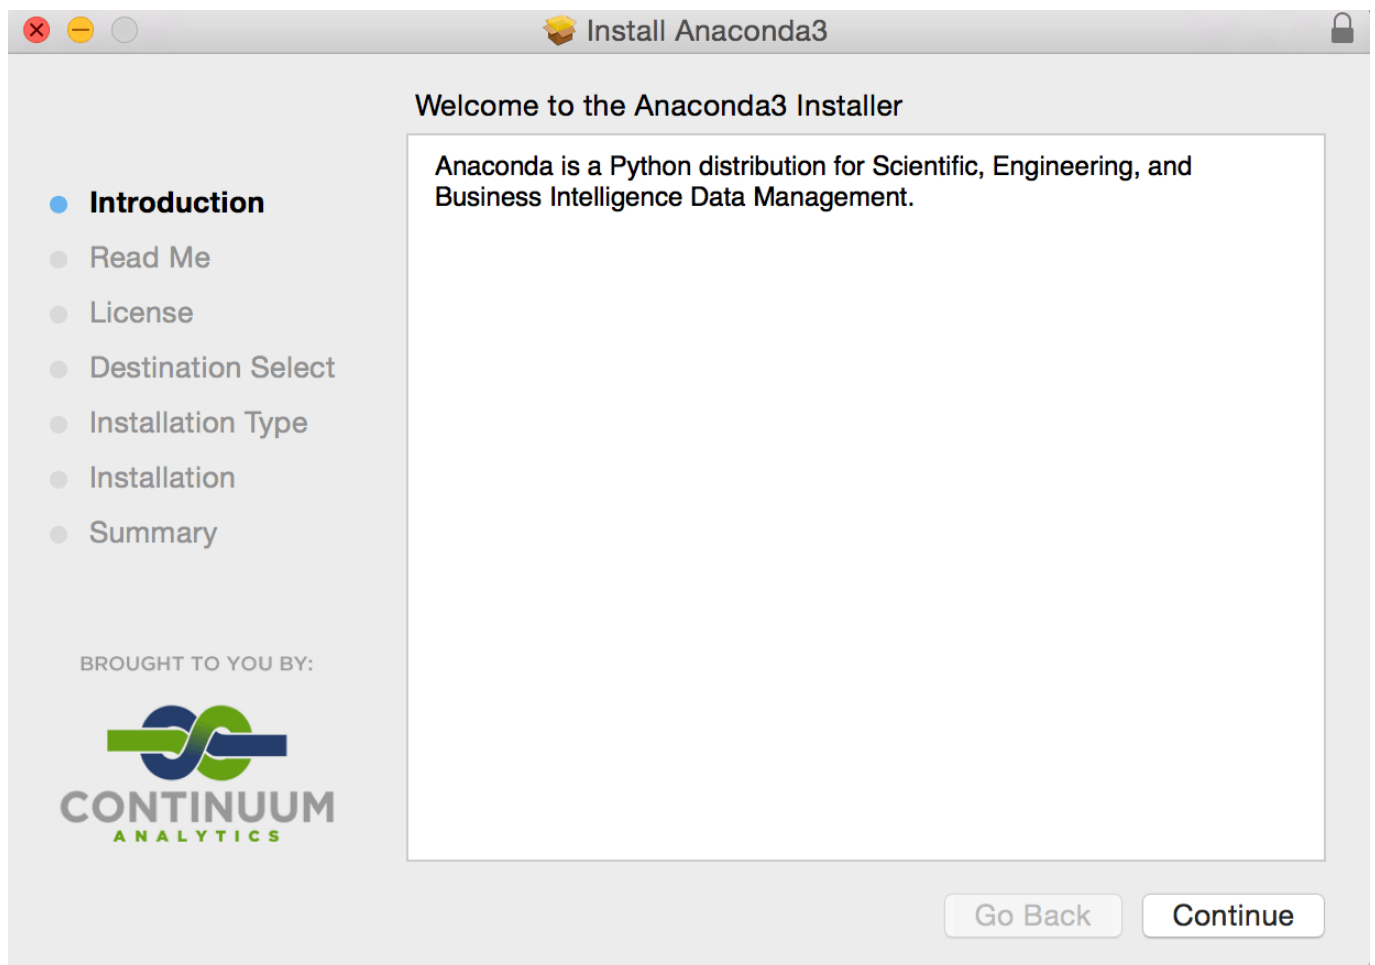 Install Anaconda3
Welcome to the Anaconda3 Installer
Anaconda is a Python distribution for Scientific, Engineering, and
Business Intelligence Data Management.
Introduction
Read Me
License
Destination Select
Installation Type
Installation
Summary
BROUGHT TO YOU BY:
CONTINUUM
ANALYTICS
Go Back
Continue